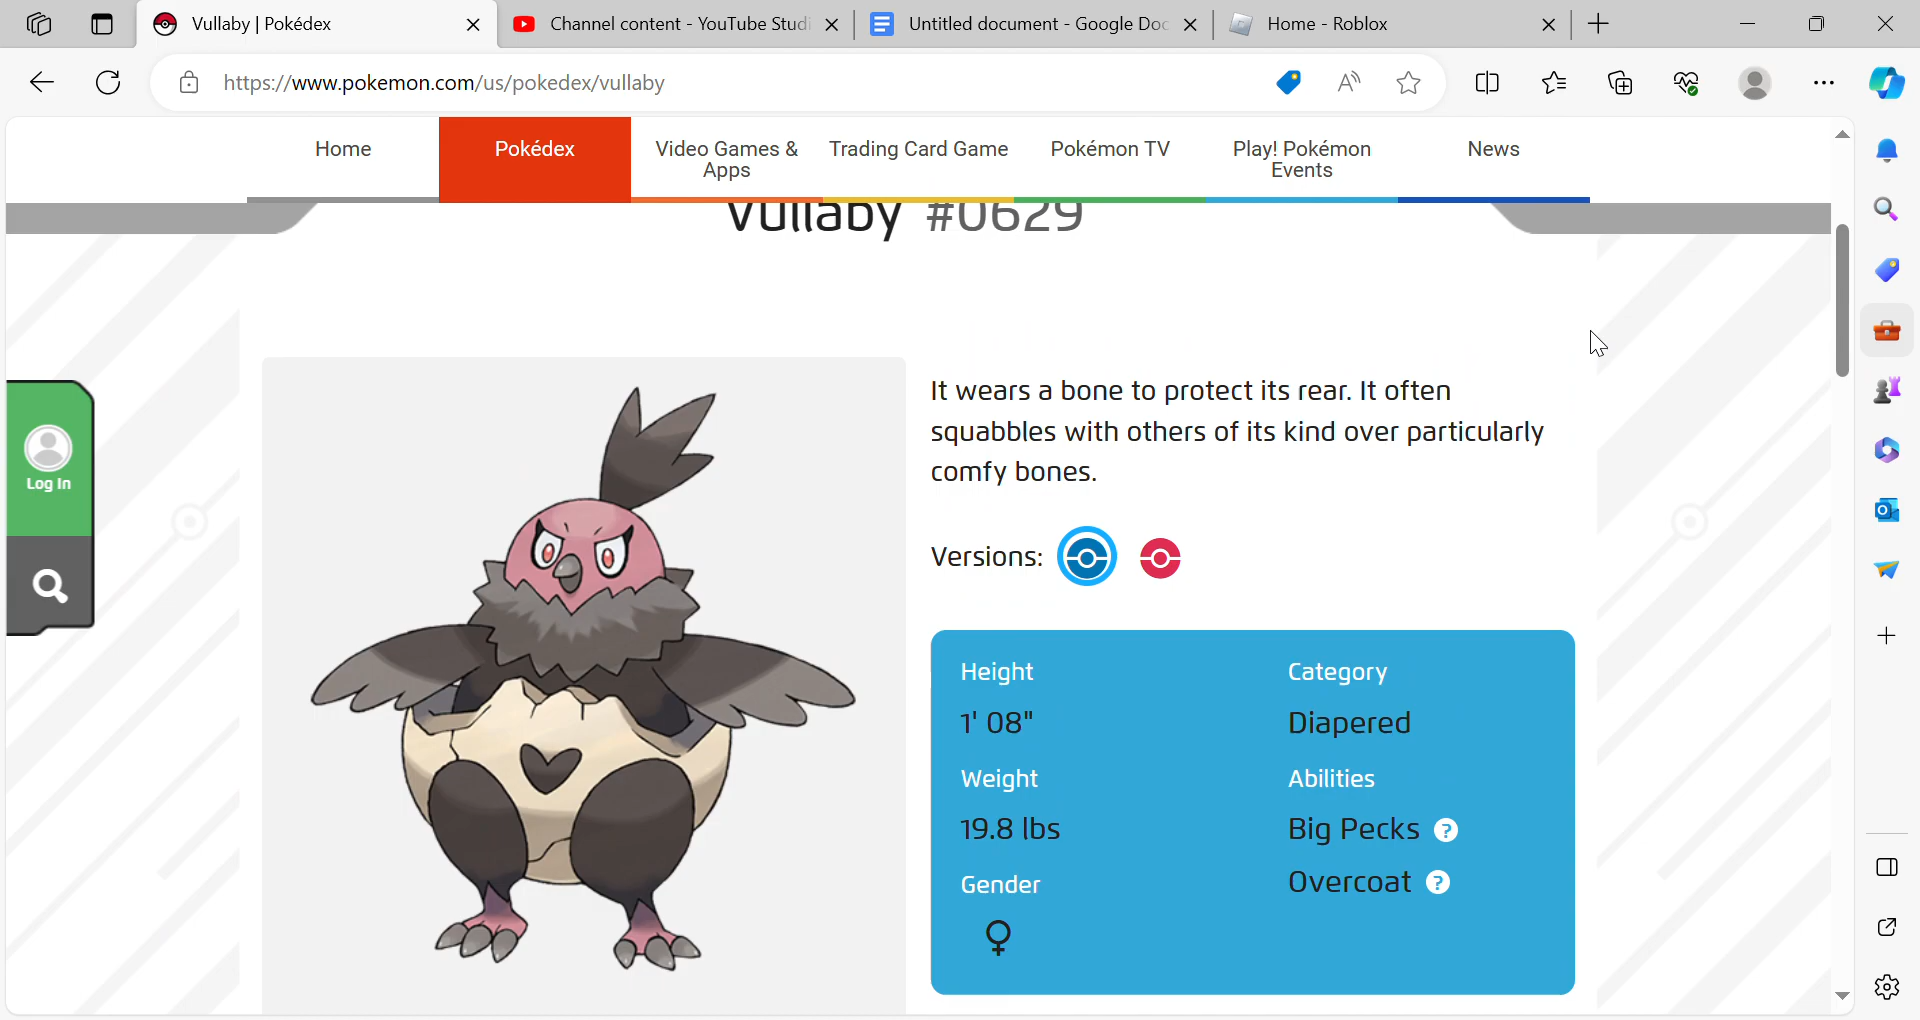 Vullaby | Pokédex
Channel content - YouTube Studi
Untitled document - Google Doc
Home - Roblox
https://www.pokemon.com/us/pokedex/vullaby
Home
Pokédex
Video Games &
Apps
Trading Card Game
Pokémon TV
Play! Pokémon
Events
News
Vullaby #0629
It wears a bone to protect its rear. It often
squabbles with others of its kind over particularly
comfy bones.
Log In
Versions:
Height
Category
1' 08"
Diapered
Weight
Abilities
19.8 lbs
Big Pecks ?
Gender
Overcoat ?
♀